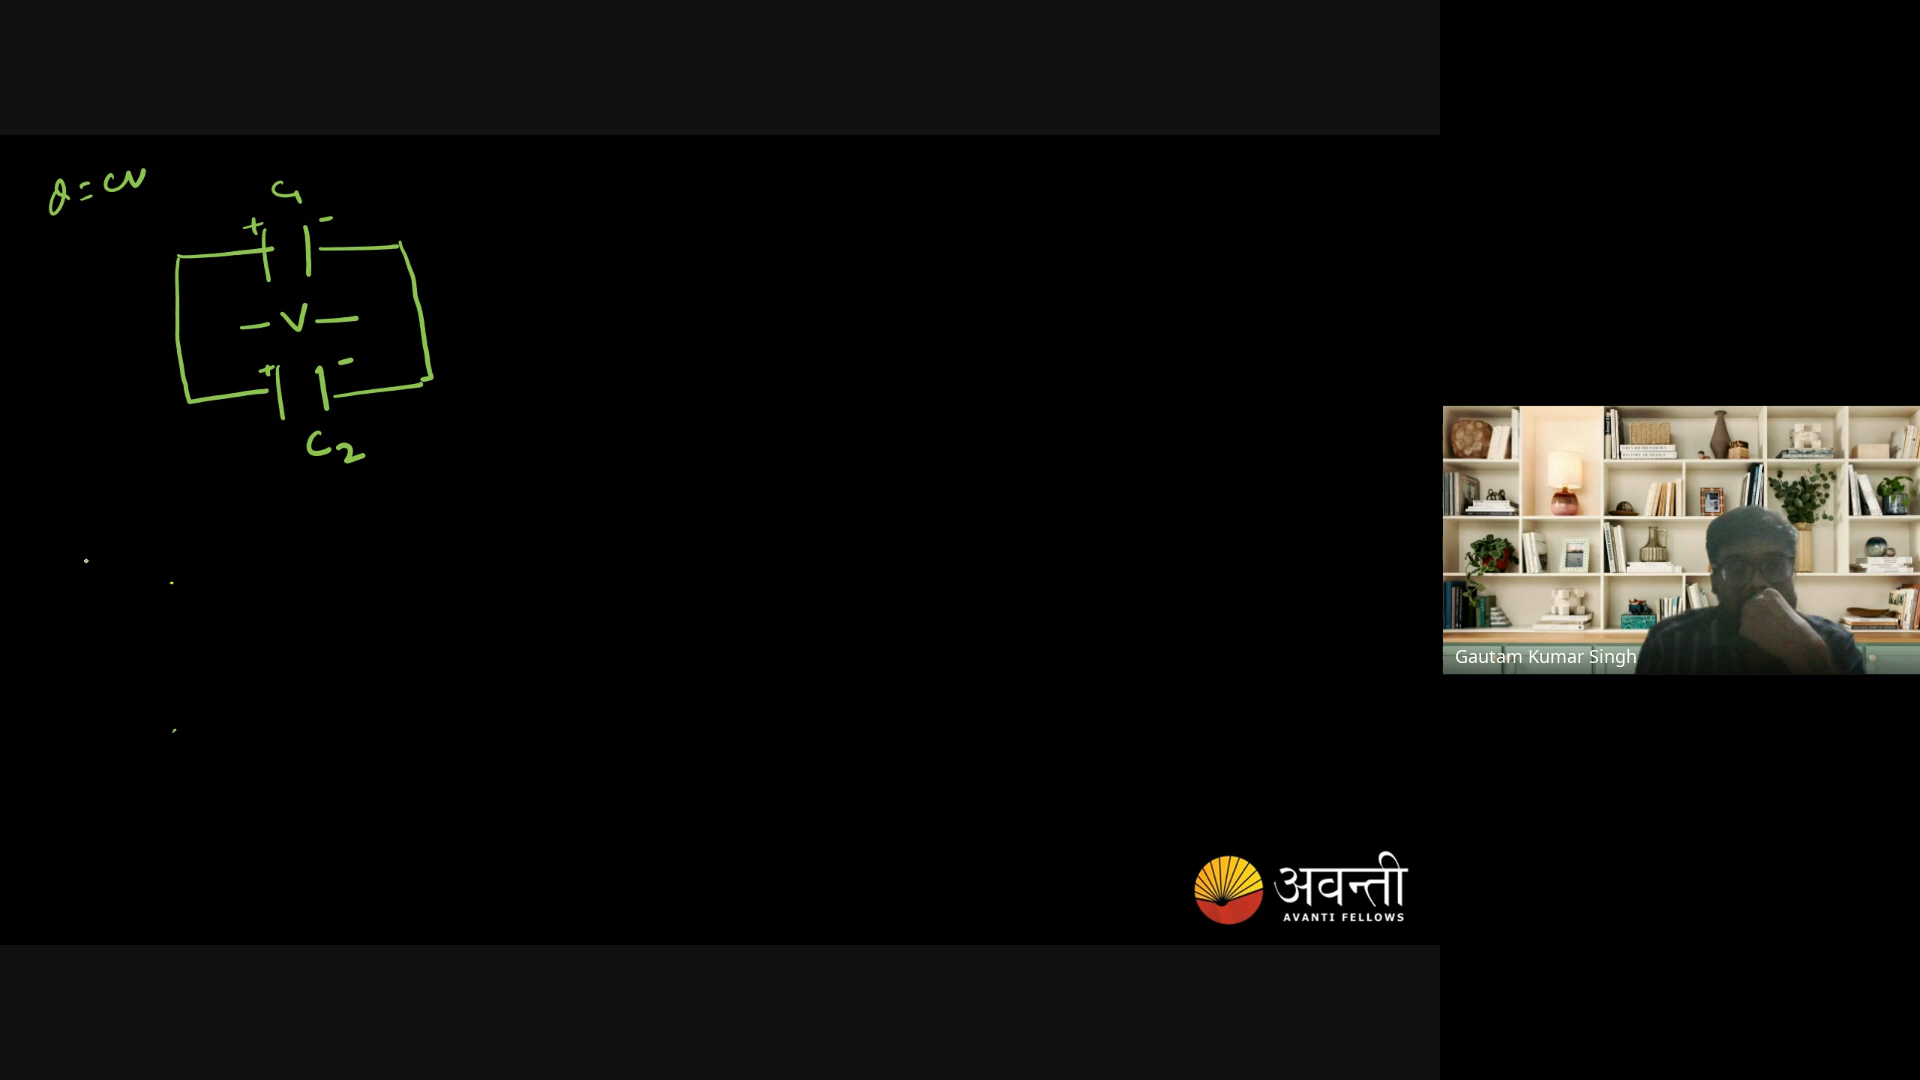 Q = CV
C1
+ -
- V -
+ -
C2
Gautam Kumar Singh
अवन्ती
AVANTI FELLOWS